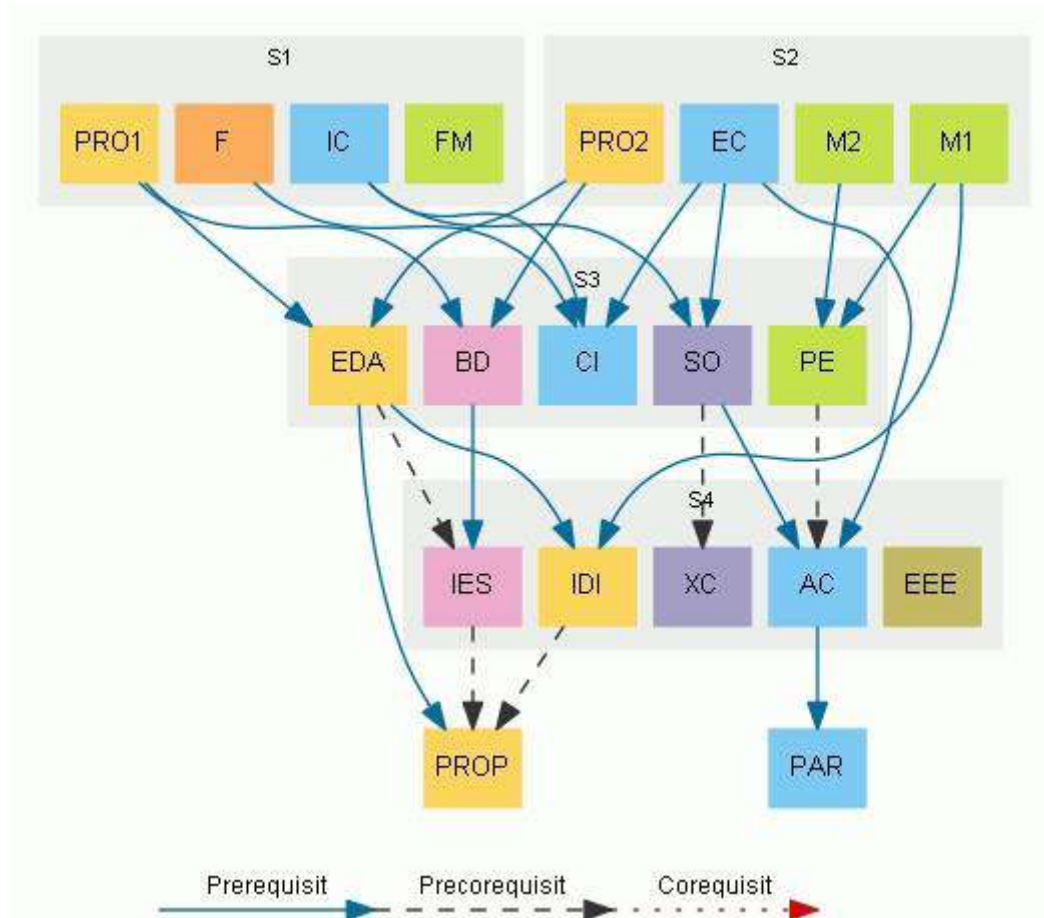 S1
S2
PRO1 F IC FM PRO2 EC M2 M1
S3
EDA BD CI SO PE
S4
IES IDI XC AC EEE
PROP PAR
Prerequisit Precorequisit Corequisit